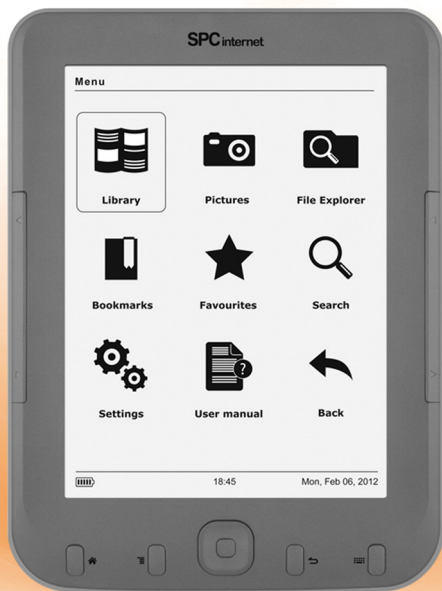 SPC internet
Menu
Library Pictures File Explorer
Bookmarks Favourites Search
Settings User manual Back
18:45 Mon, Feb 06, 2012